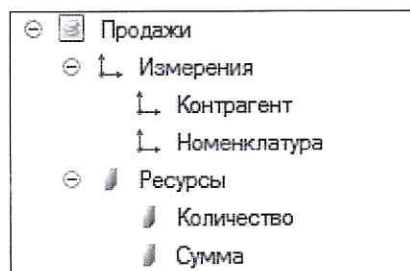 Продажи
Измерения
Контрагент
Номенклатура
Ресурсы
Количество
Сумма